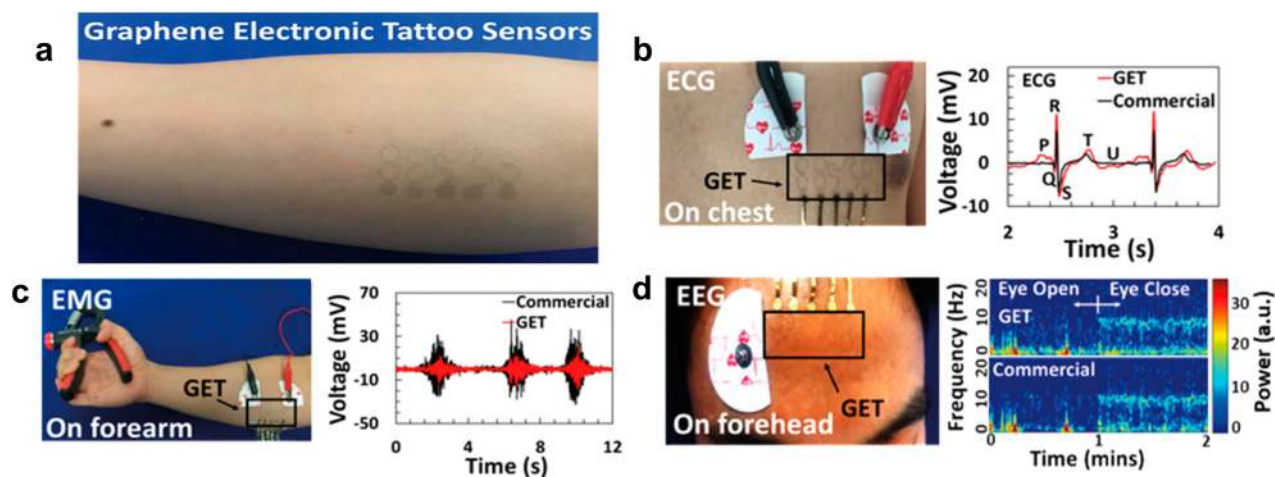 a
Graphene Electronic Tattoo Sensors
b
ECG
GET
On chest
Voltage (mV)
20
10
0
-10
ECG
GET
Commercial
R
P
Q
S
T
U
2
3
4
Time (s)
c
EMG
GET
On forearm
Voltage (mV)
70
30
-10
-50
Commercial
GET
0
4
8
12
Time (s)
d
EEG
GET
On forehead
Frequency (Hz)
20
10
0
20
10
0
Eye Open
Eye Close
GET
Commercial
0
1
2
Time (mins)
30
20
10
0
Power (a.u.)